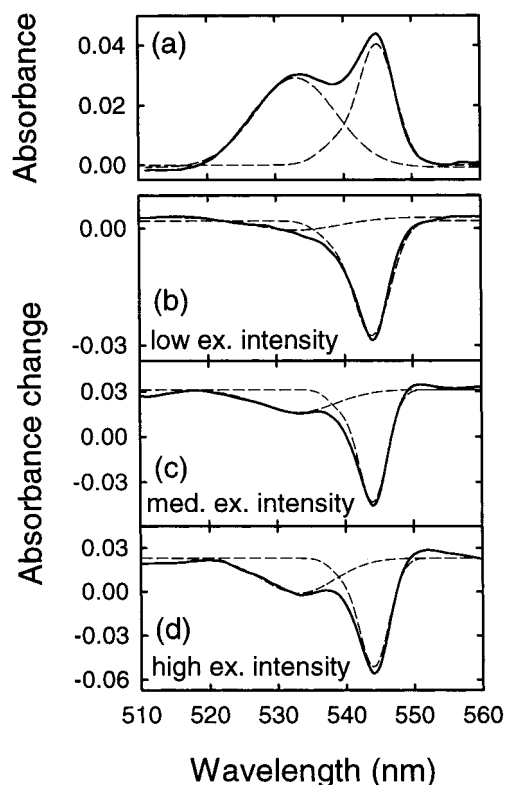 Absorbance
0.04
0.02
0.00
(a)
Absorbance change
0.00
-0.03
(b)
low ex. intensity
0.03
0.00
-0.03
(c)
med. ex. intensity
0.03
0.00
-0.03
-0.06
(d)
high ex. intensity
510 520 530 540 550 560
Wavelength (nm)